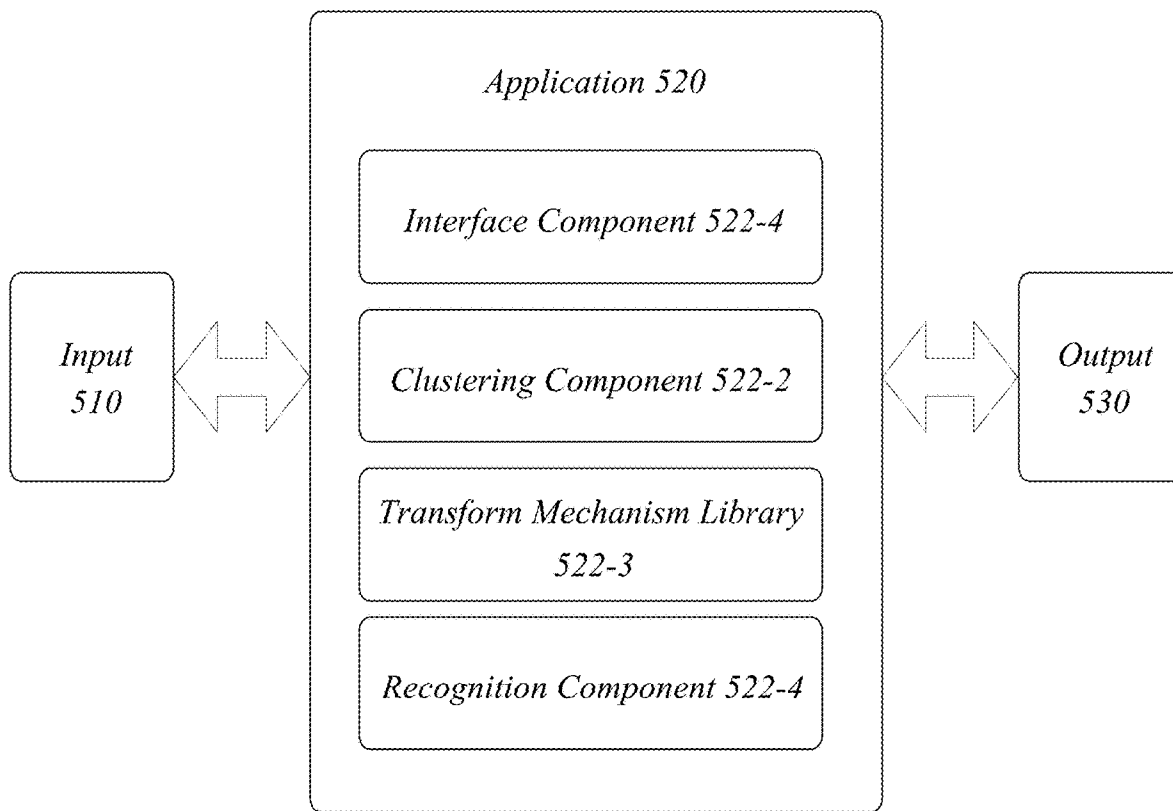 Application 520
Interface Component 522-4
Input
510
Clustering Component 522-2
Output
530
Transform Mechanism Library
522-3
Recognition Component 522-4